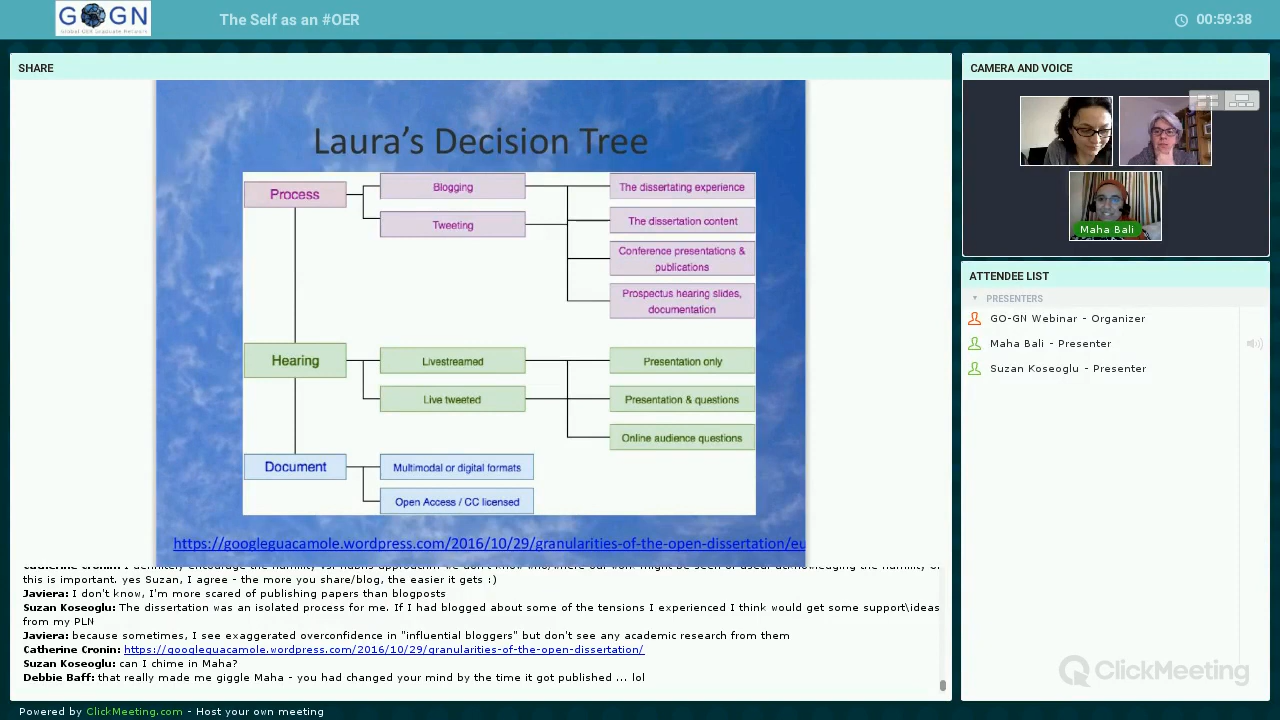 GOGN
Global OER Graduate Network
The Self as an #OER
00:59:38
SHARE
Laura's Decision Tree
Process
Blogging
Tweeting
The dissertating experience
The dissertation content
Conference presentations &
publications
Prospectus hearing slides,
documentation
Hearing
Livestreamed
Live tweeted
Presentation only
Presentation & questions
Online audience questions
Document
Multimodal or digital formats
Open Access / CC licensed
https://googleguacamole.wordpress.com/2016/10/29/granularities-of-the-open-dissertation/eu
this is important. yes Suzan, I agree - the more you share/blog, the easier it gets :)
Javiera: I don't know, I'm more scared of publishing papers than blogposts
Suzan Koseoglu: The dissertation was an isolated process for me. If I had blogged about some of the tensions I experienced I think would get some support\ideas
from my PLN
Javiera: because sometimes, I see exaggerated overconfidence in "influential bloggers" but don't see any academic research from them
Catherine Cronin: https://googleguacamole.wordpress.com/2016/10/29/granularities-of-the-open-dissertation/
Suzan Koseoglu: can I chime in Maha?
Debbie Baff: that really made me giggle Maha - you had changed your mind by the time it got published ... lol
CAMERA AND VOICE
Maha Bali
ATTENDEE LIST
PRESENTERS
GO-GN Webinar - Organizer
Maha Bali - Presenter
Suzan Koseoglu - Presenter
ClickMeeting
Powered by ClickMeeting.com - Host your own meeting